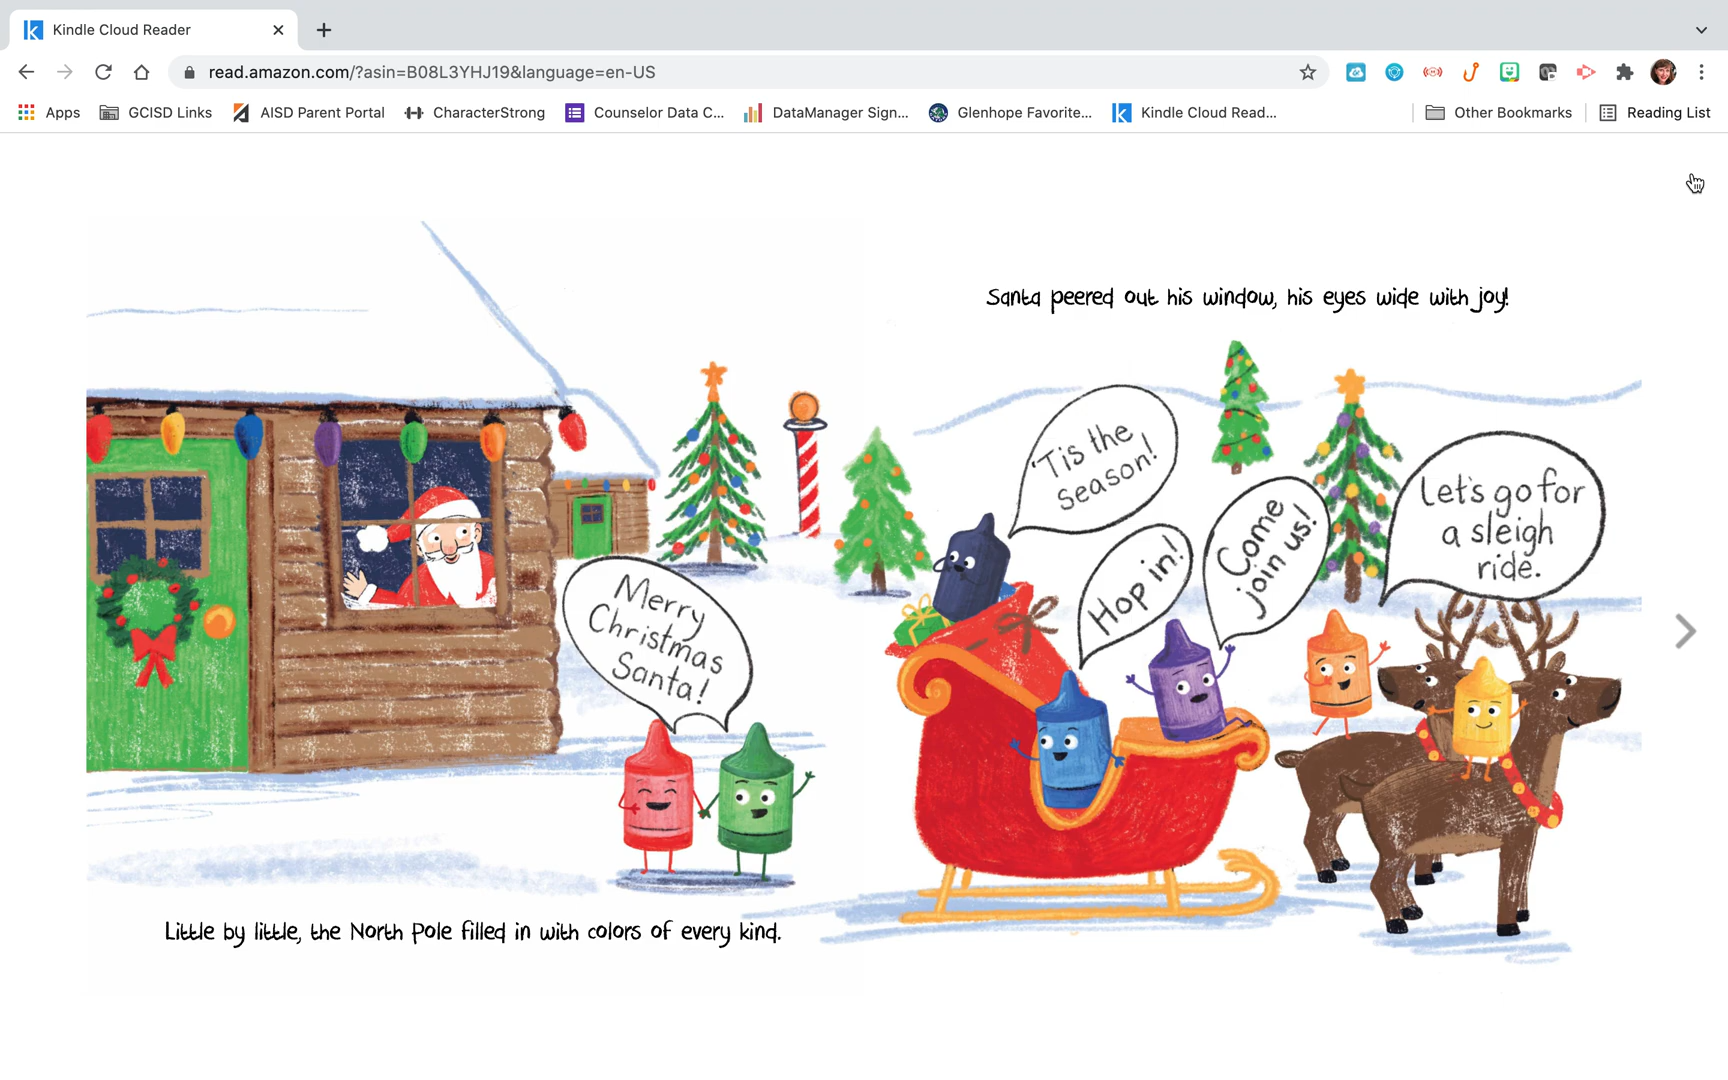 Kindle Cloud Reader
read.amazon.com/?asin=B08L3YHJ19&language=en-US
Apps
GCISD Links
AISD Parent Portal
CharacterStrong
Counselor Data C...
DataManager Sign...
Glenhope Favorite...
Kindle Cloud Read...
Other Bookmarks
Reading List
Merry
Christmas
Santa!
Little by little, the North Pole filled in with colors of every kind.
Santa peered out his window, his eyes wide with joy!
'Tis the
season!
Hop in!
Come
join us!
Let's go for
a sleigh
ride.